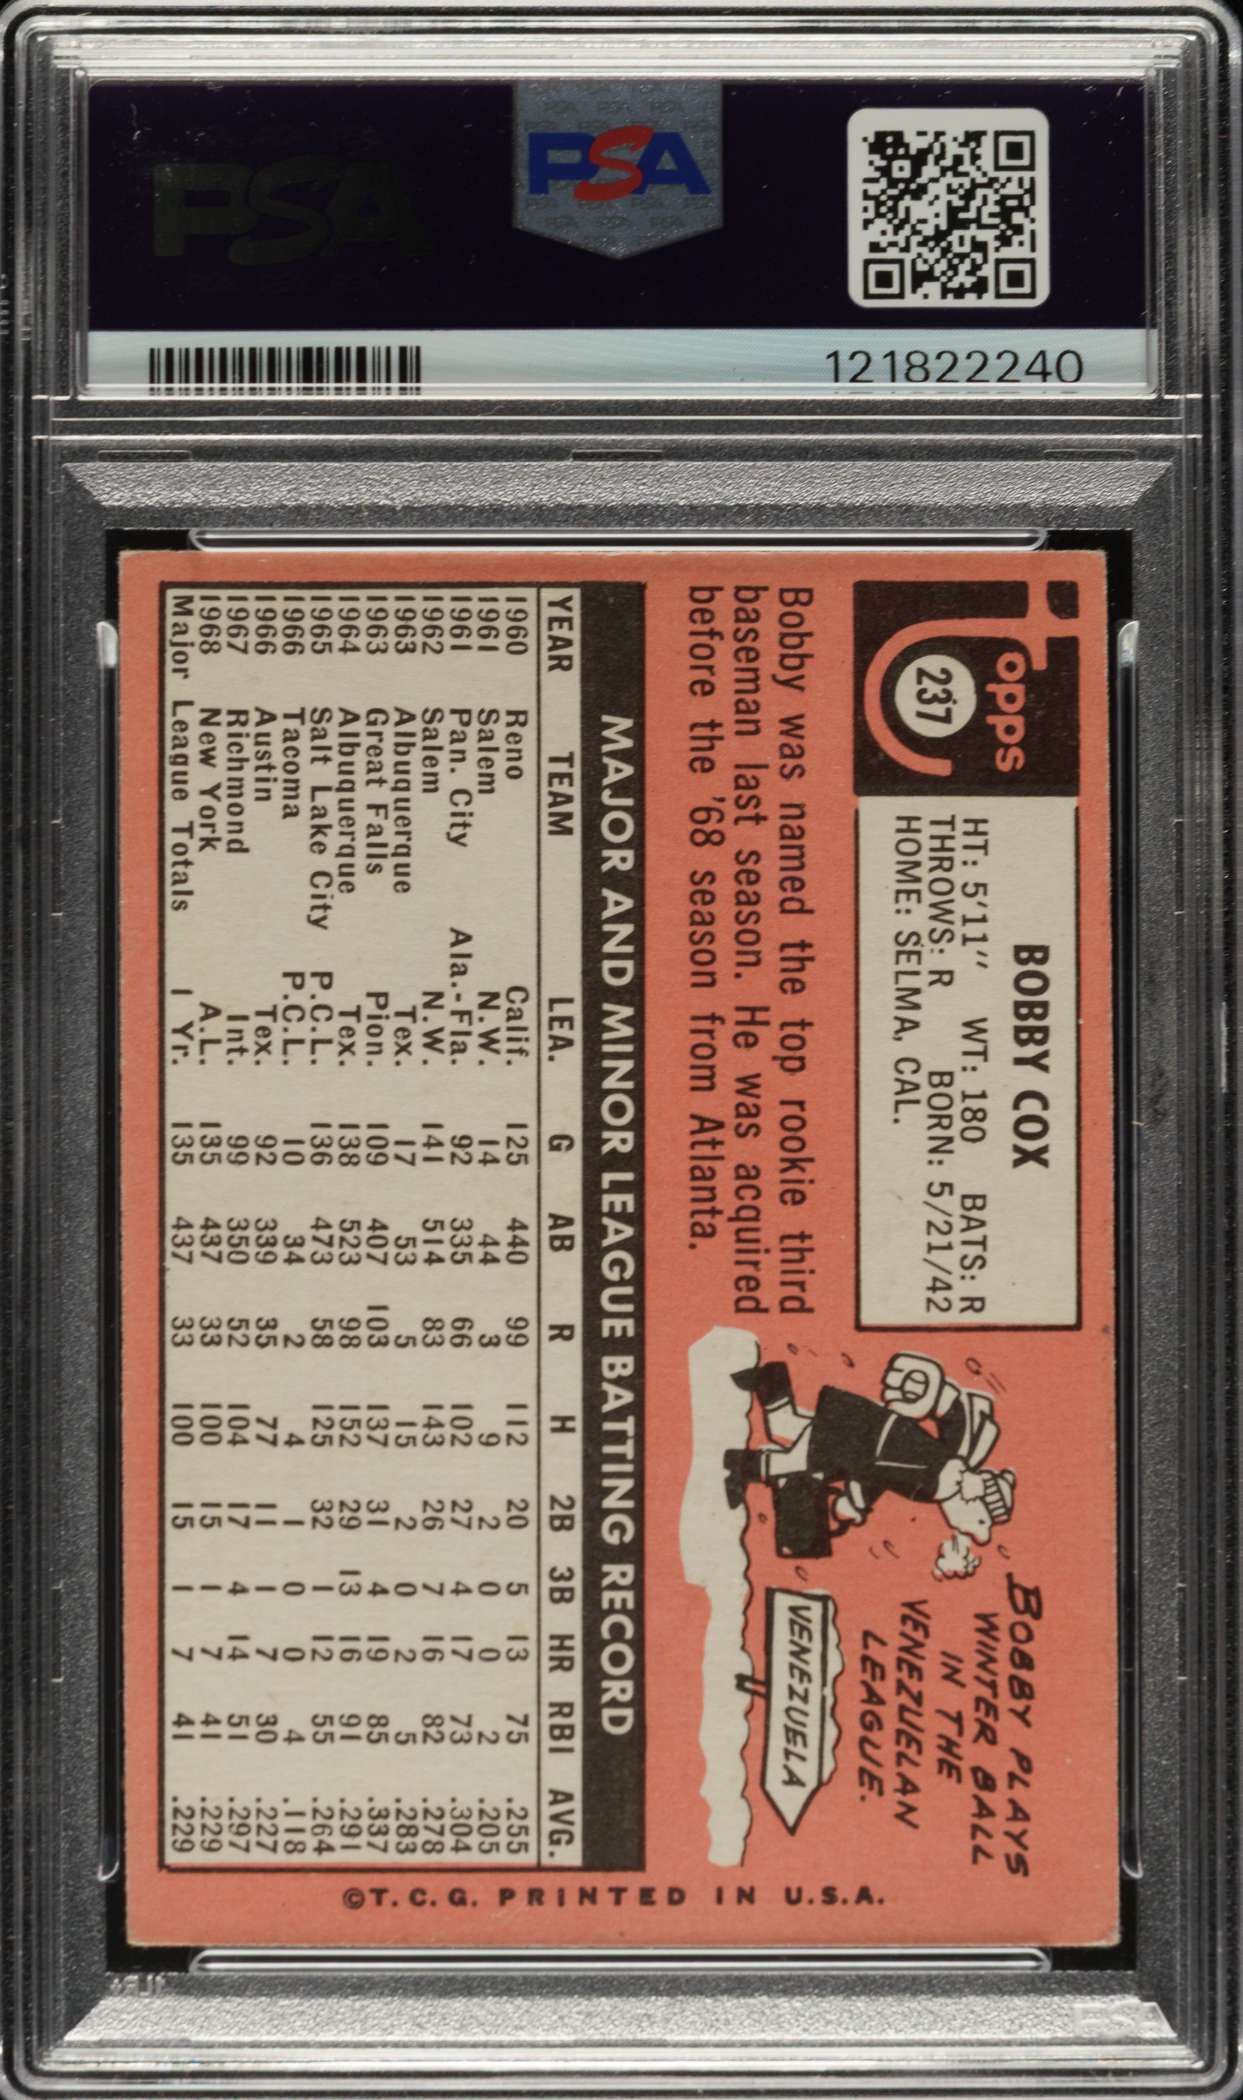 PSA
PSA
121822240
Topps
237
BOBBY COX
HT: 5'11" WT: 180 BATS: R
THROWS: R BORN: 5/21/42
HOME: SELMA, CAL.
Bobby was named the top rookie third
baseman last season. He was acquired
before the '68 season from Atlanta.
BOBBY PLAYS
WINTER BALL
IN THE
VENEZUELAN
LEAGUE.
VENEZUELA
MAJOR AND MINOR LEAGUE BATTING RECORD
YEAR TEAM LEA. G AB R H 2B 3B HR RBI AVG.
1960 Reno Calif. 125 440 99 112 20 5 13 75 .255
1961 Salem N.W. 14 44 3 9 2 0 0 2 .205
1961 Pan. City Ala.-Fla. 92 335 66 102 27 4 17 73 .304
1962 Salem N.W. 141 514 83 143 26 7 16 82 .278
1963 Albuquerque Tex. 17 53 5 15 2 0 2 5 .283
1963 Great Falls Pion. 109 407 103 137 31 4 19 85 .337
1964 Albuquerque Tex. 138 523 98 152 29 13 16 91 .291
1965 Salt Lake City P.C.L. 136 473 58 125 32 1 12 55 .264
1966 Tacoma P.C.L. 10 34 2 4 1 0 0 4 .118
1966 Austin Tex. 92 339 35 77 11 1 7 30 .227
1967 Richmond Int. 99 350 52 104 17 4 14 51 .297
1968 New York A.L. 135 437 33 100 15 1 7 41 .229
Major League Totals 1 Yr. 135 437 33 100 15 1 7 41 .229
©T.C.G. PRINTED IN U.S.A.